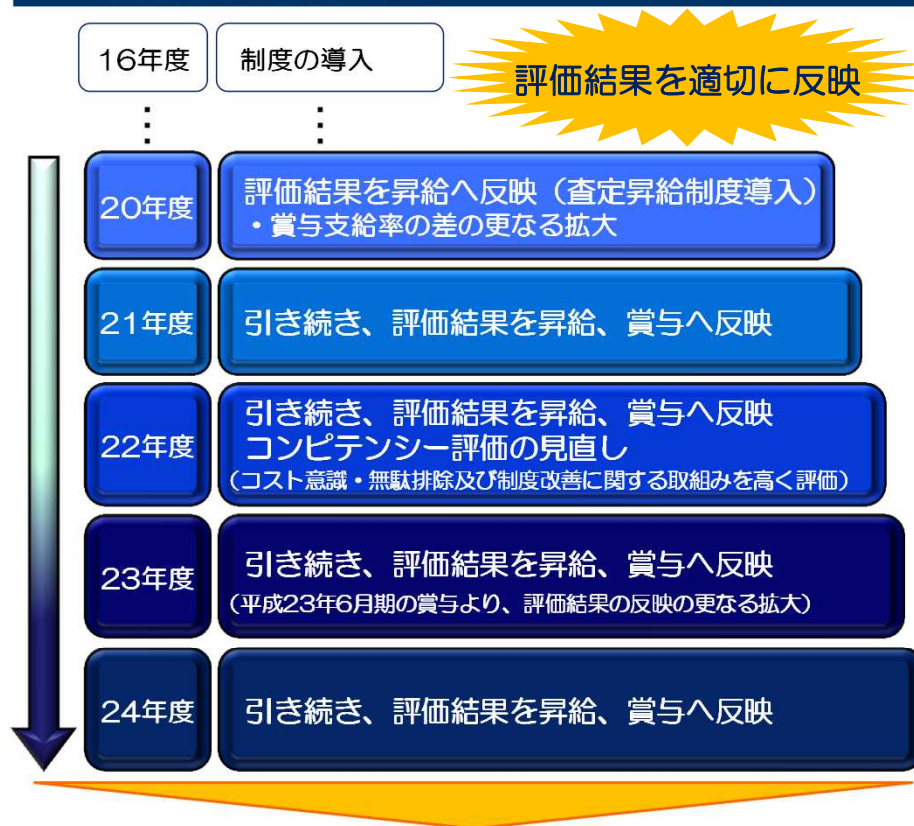 16年度 制度の導入
評価結果を適切に反映
20年度
評価結果を昇給へ反映（査定昇給制度導入）
・賞与支給率の差の更なる拡大
21年度
引き続き、評価結果を昇給、賞与へ反映
22年度
引き続き、評価結果を昇給、賞与へ反映
コンピテンシー評価の見直し
（コスト意識・無駄排除及び制度改善に関する取組みを高く評価）
23年度
引き続き、評価結果を昇給、賞与へ反映
（平成23年6月期の賞与より、評価結果の反映の更なる拡大）
24年度
引き続き、評価結果を昇給、賞与へ反映